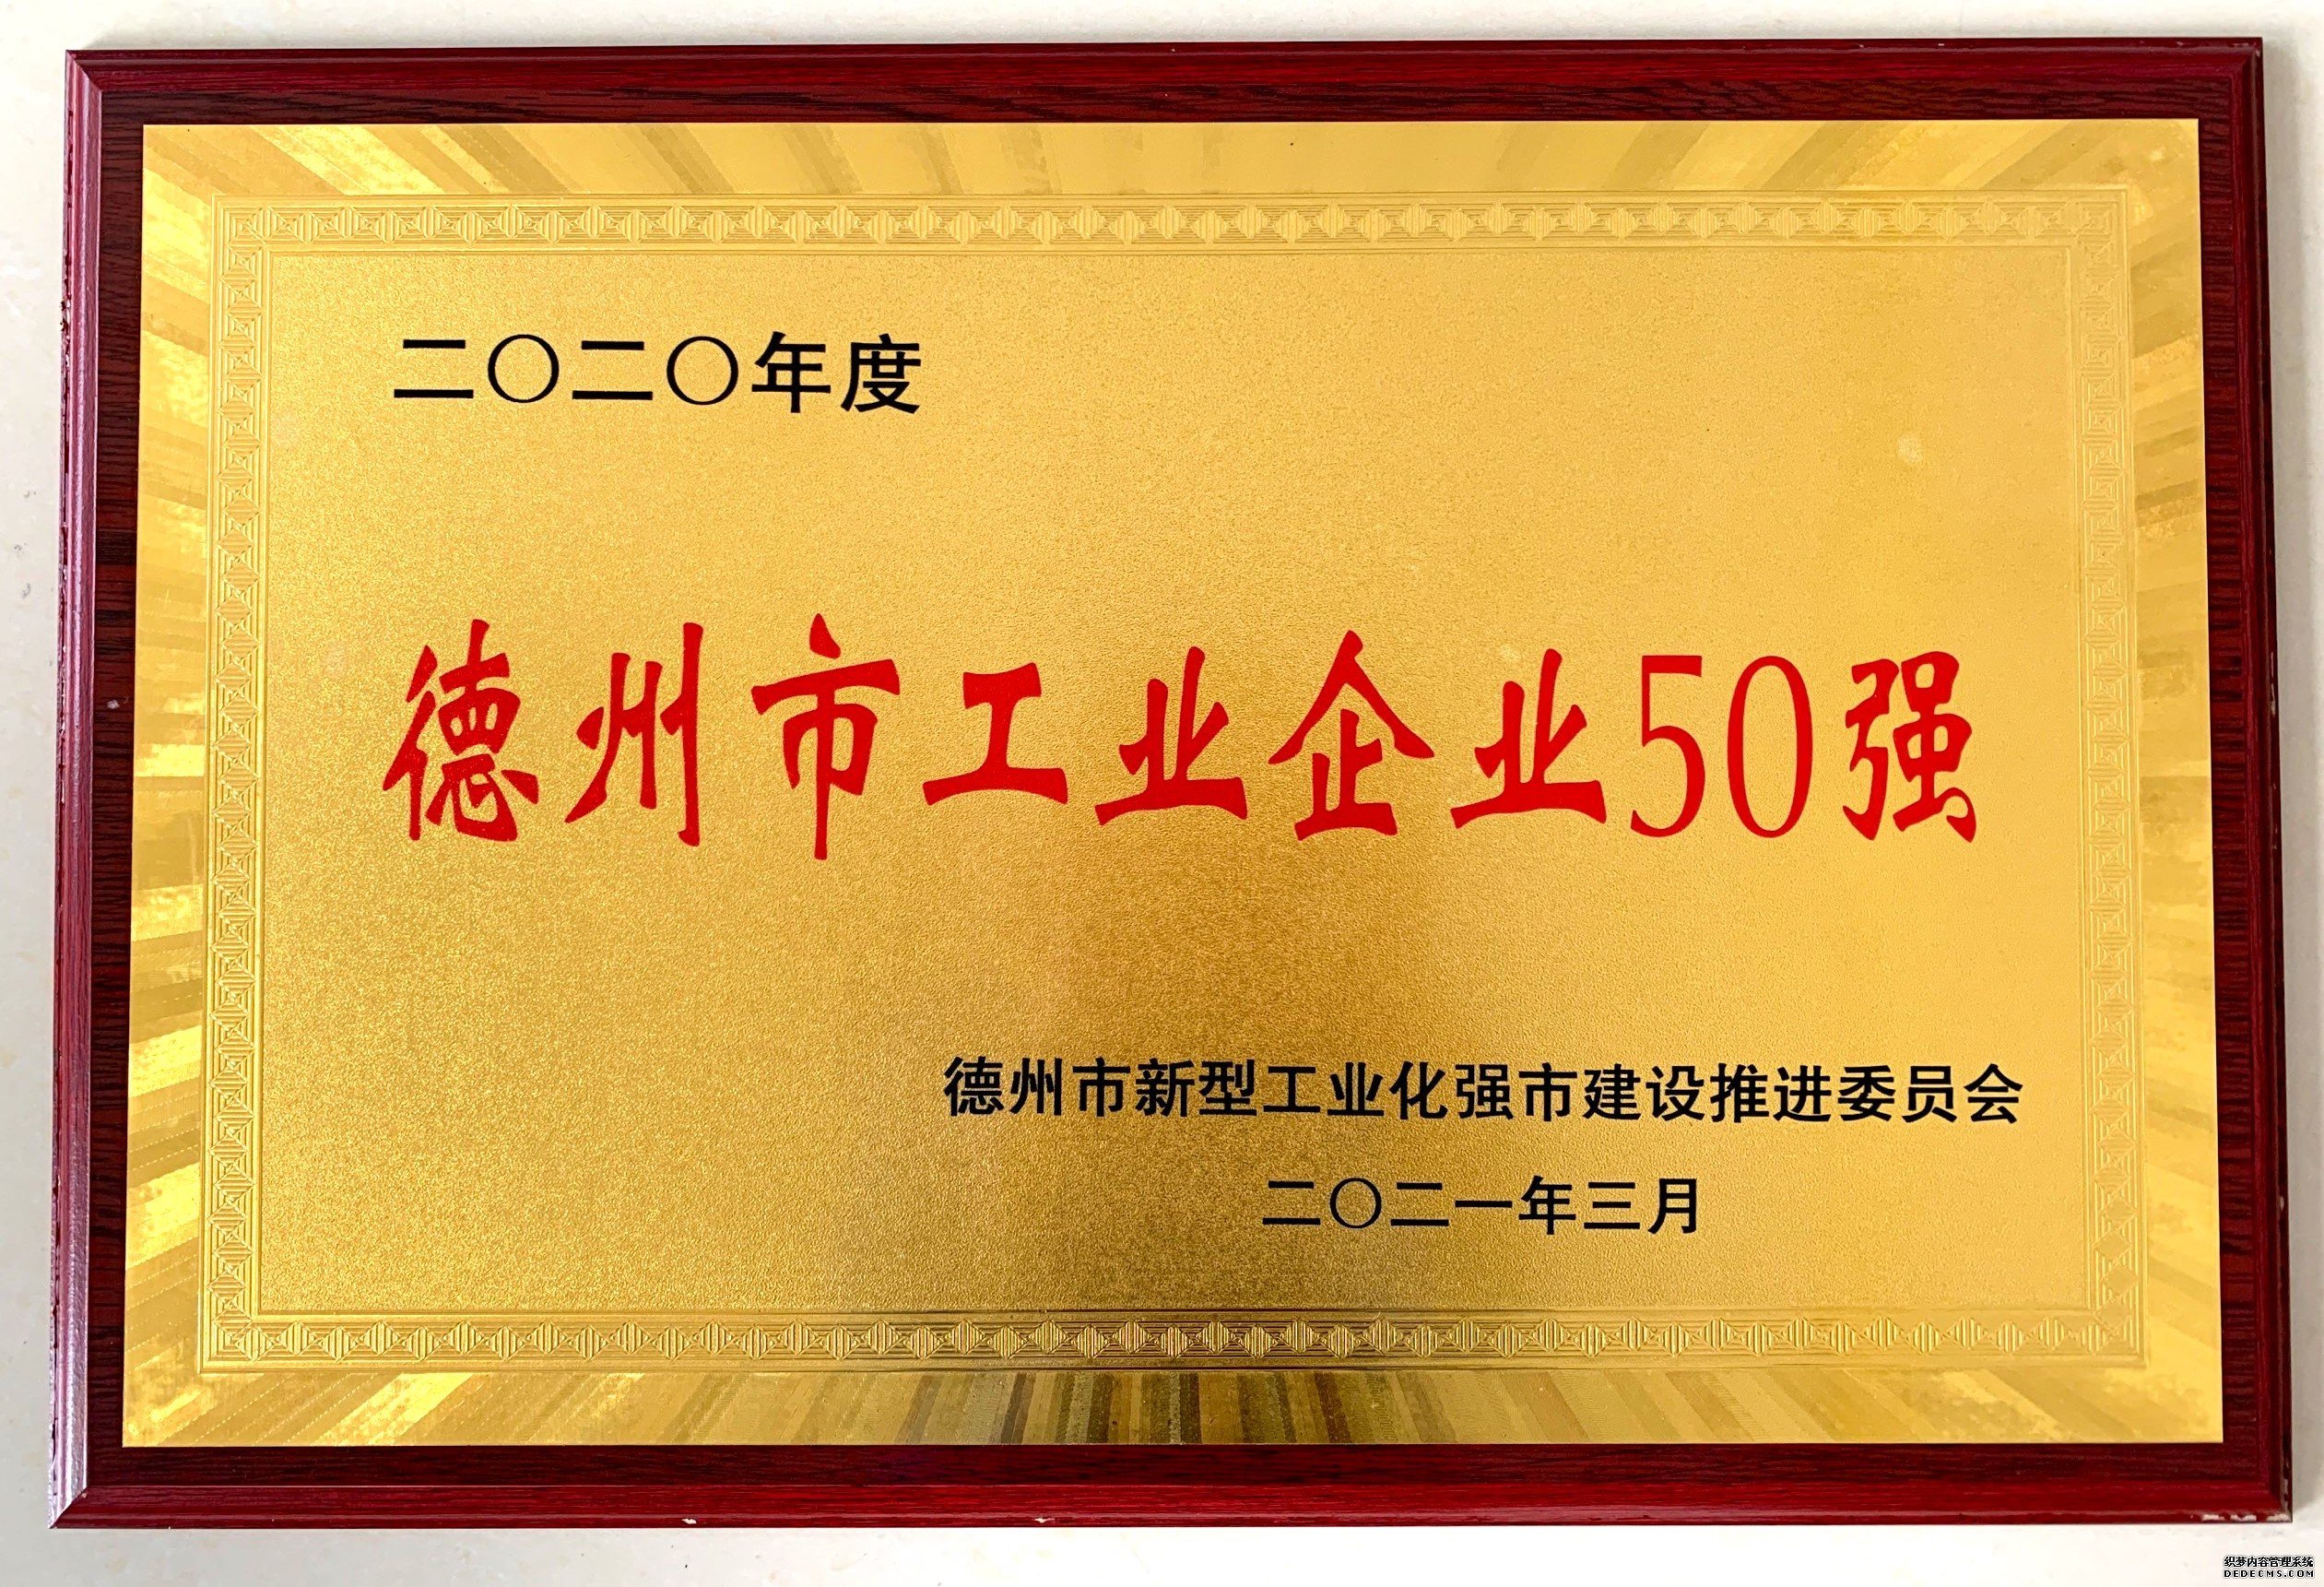 二〇二〇年度
德州市工业企业50强
德州市新型工业化强市建设推进委员会
二〇二一年三月
织梦内容管理系统
DEDECMS.COM